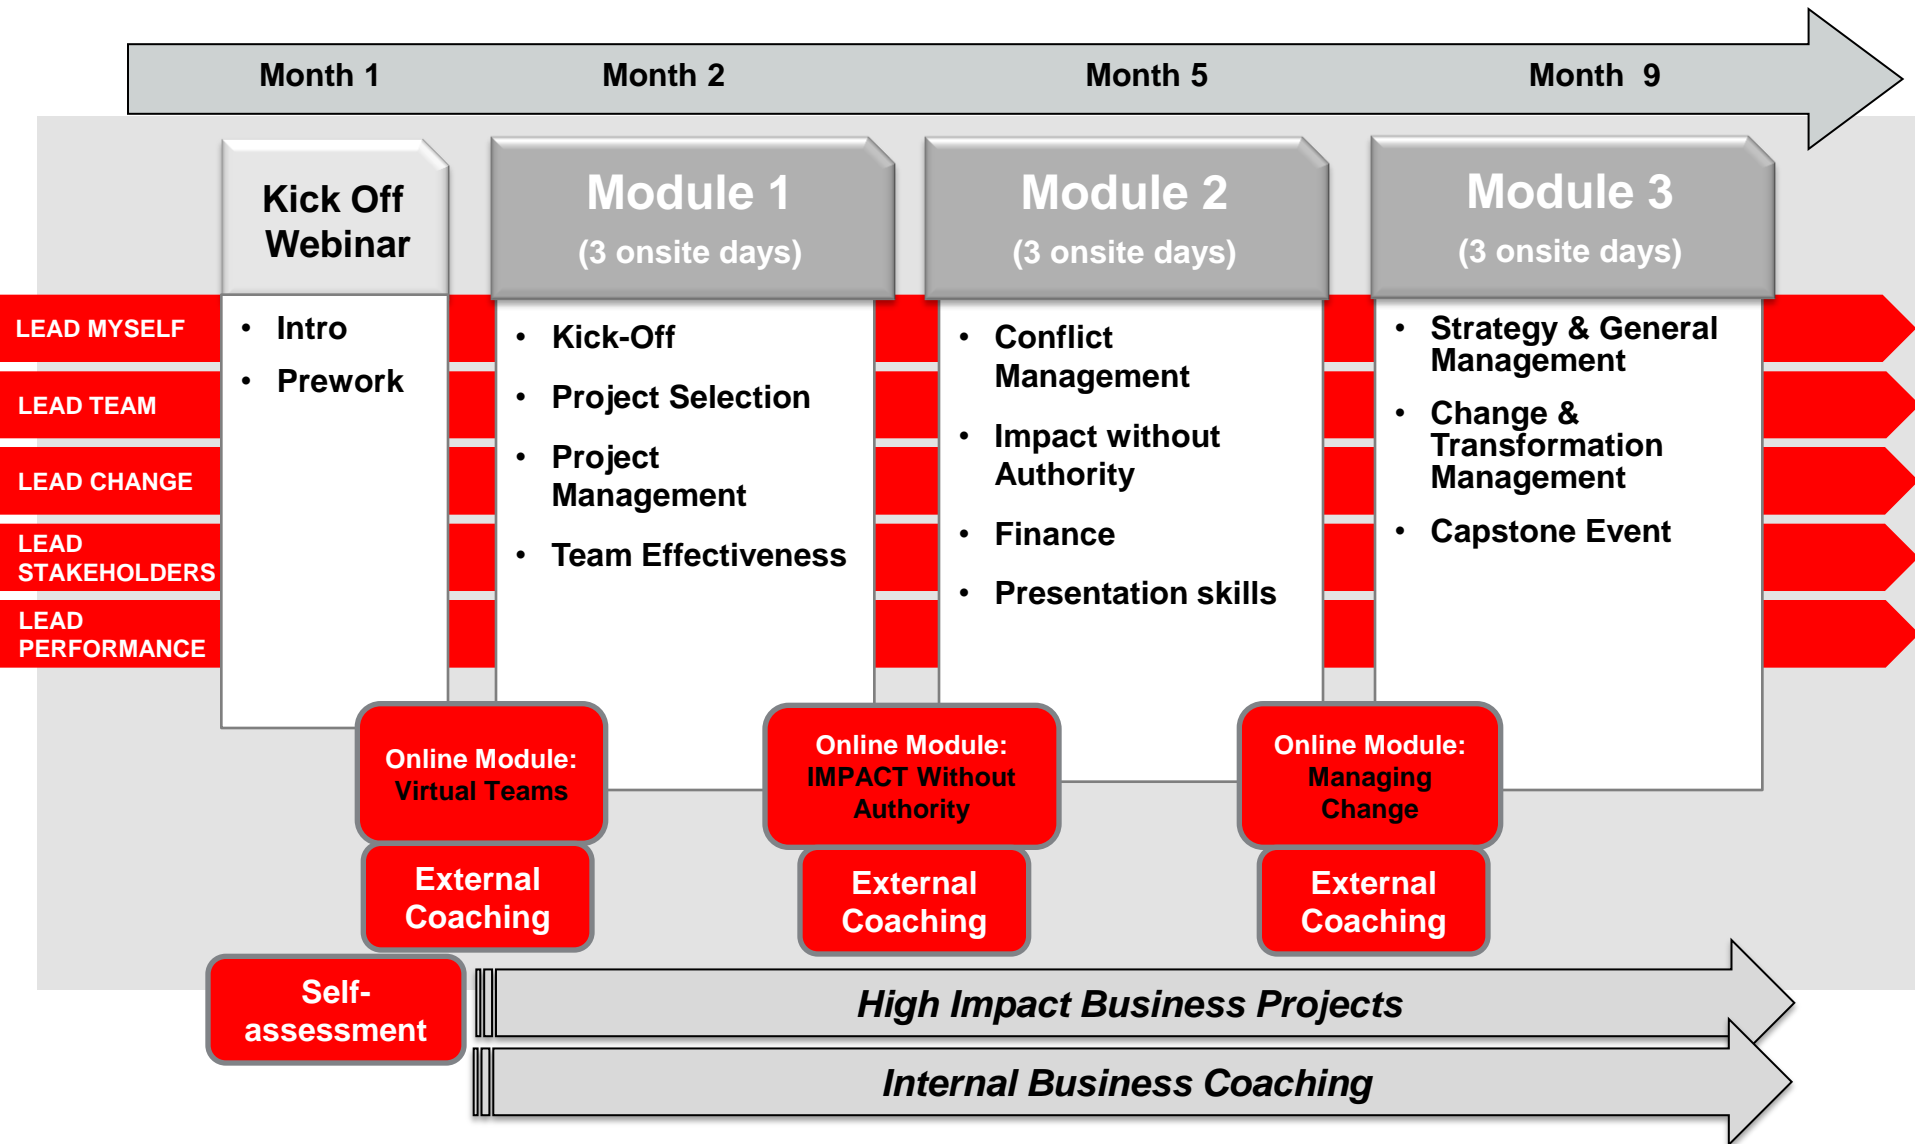 Month 1
Month 2
Month 5
Month 9
Kick Off
Webinar
Module 1
(3 onsite days)
Module 2
(3 onsite days)
Module 3
(3 onsite days)
LEAD MYSELF
LEAD TEAM
LEAD CHANGE
LEAD
STAKEHOLDERS
LEAD
PERFORMANCE
• Intro
• Prework
• Kick-Off
• Project Selection
• Project
Management
• Team Effectiveness
• Conflict
Management
• Impact without
Authority
• Finance
• Presentation skills
• Strategy & General
Management
• Change &
Transformation
Management
• Capstone Event
Online Module:
Virtual Teams
Online Module:
IMPACT Without
Authority
Online Module:
Managing
Change
External
Coaching
External
Coaching
External
Coaching
Self-
assessment
High Impact Business Projects
Internal Business Coaching